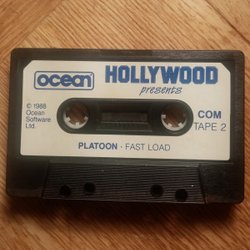 ocean
HOLLYWOOD
presents
© 1988
Ocean
Software
Ltd.
COM
TAPE 2
PLATOON · FAST LOAD